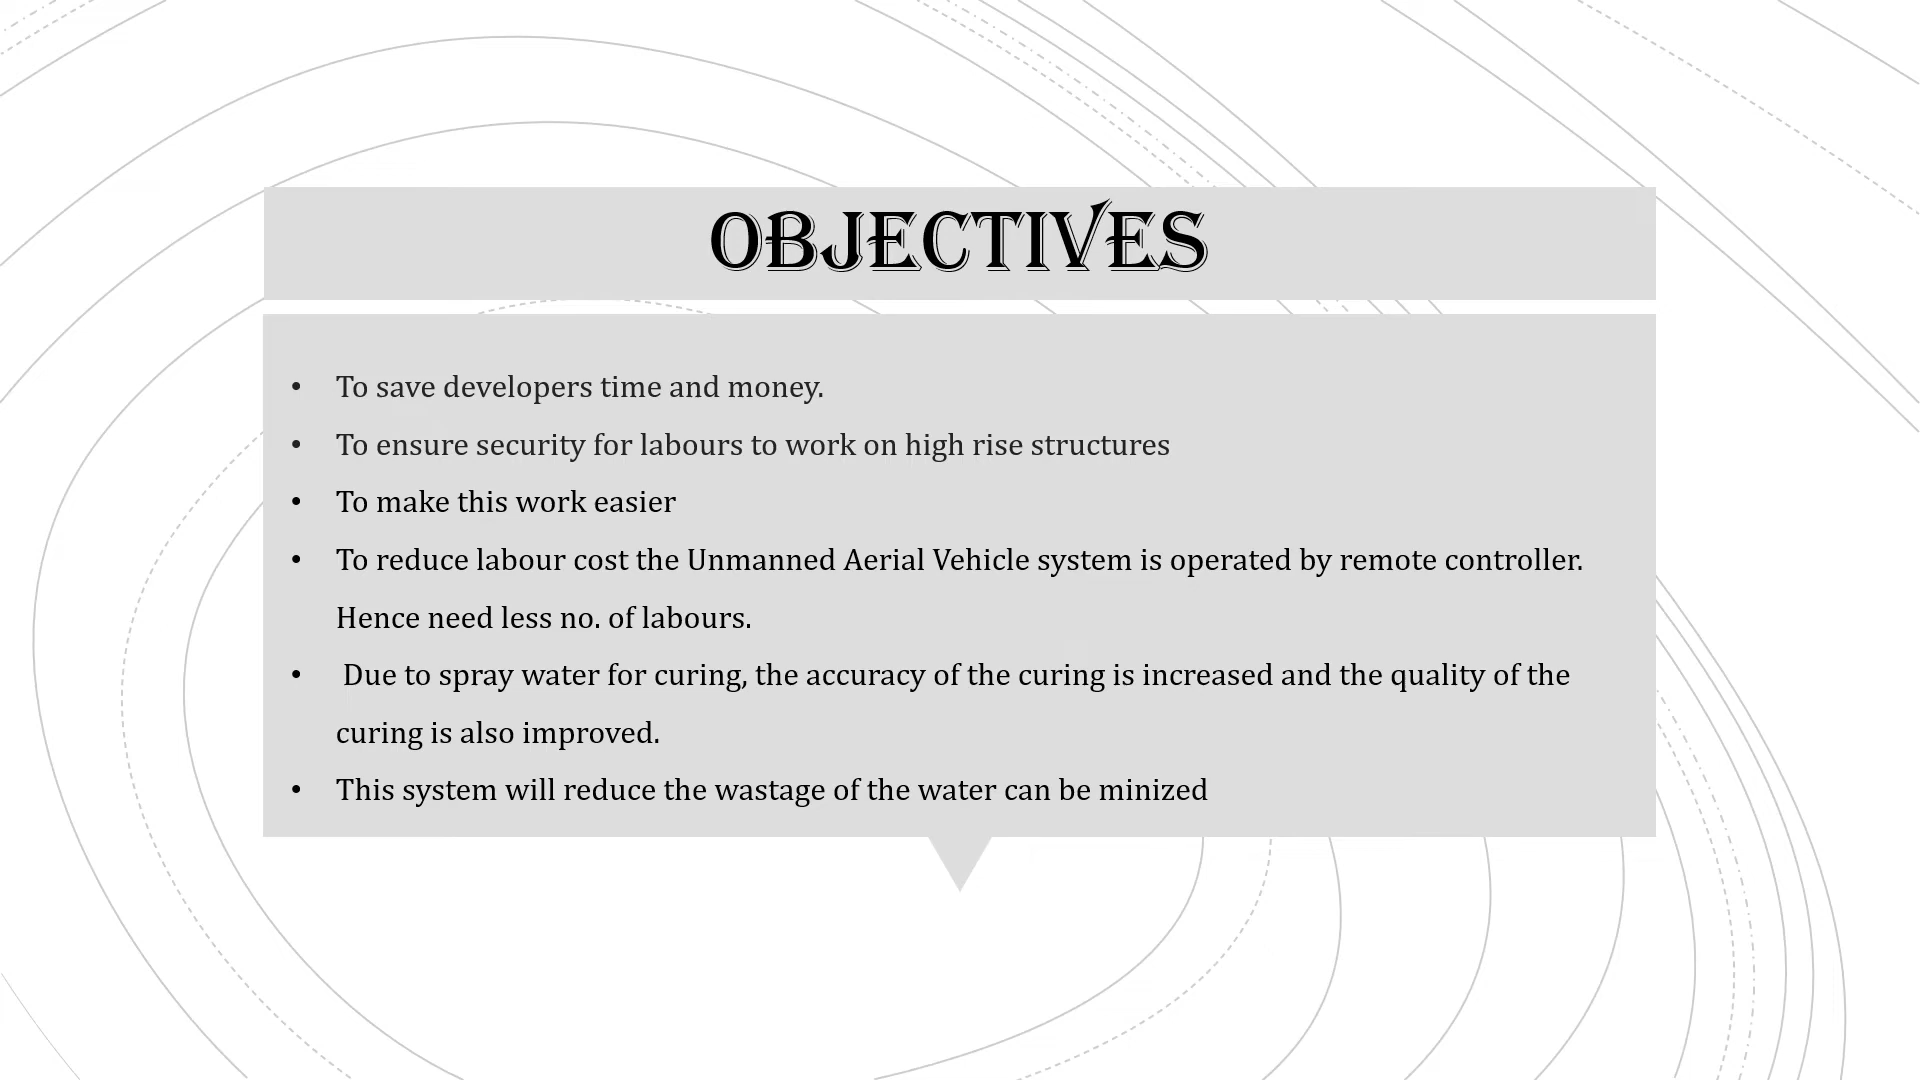 OBJECTIVES
• To save developers time and money.
• To ensure security for labours to work on high rise structures
• To make this work easier
• To reduce labour cost the Unmanned Aerial Vehicle system is operated by remote controller.
Hence need less no. of labours.
• Due to spray water for curing, the accuracy of the curing is increased and the quality of the
curing is also improved.
• This system will reduce the wastage of the water can be minized